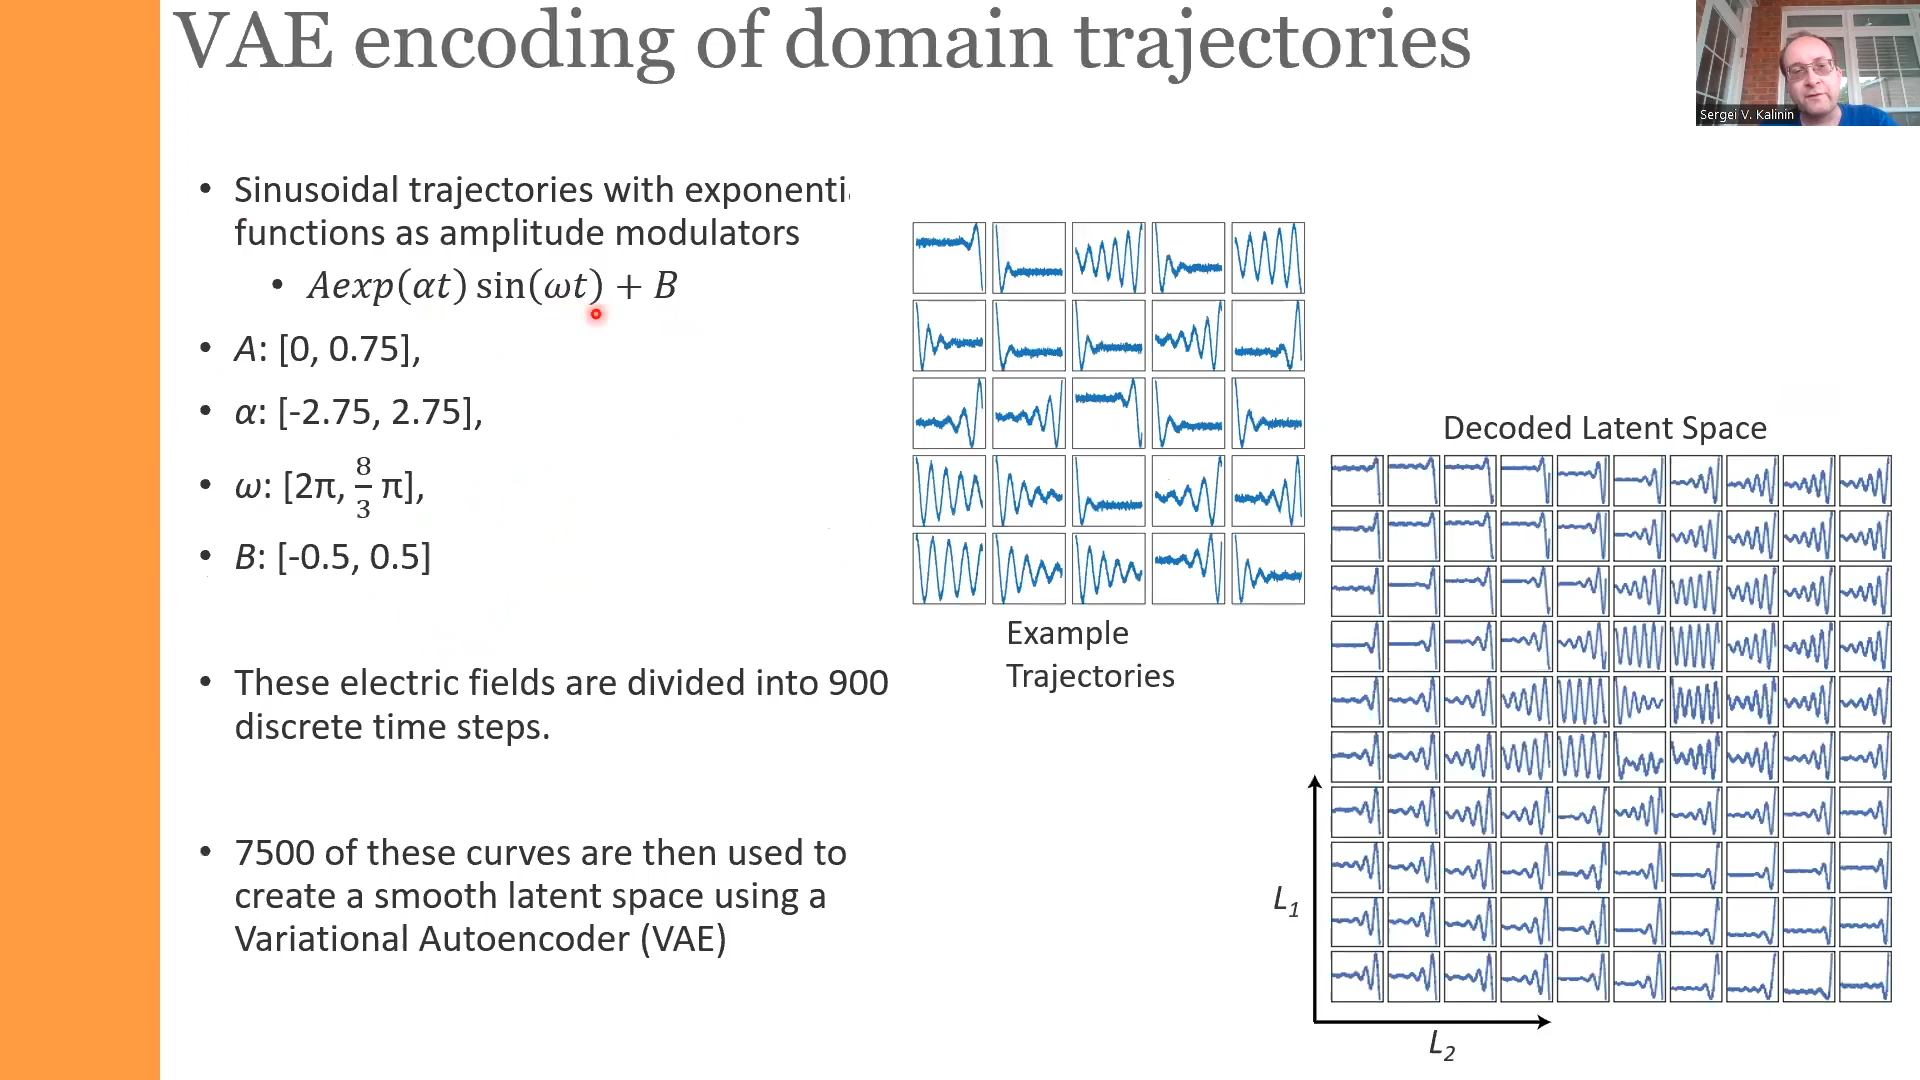 VAE encoding of domain trajectories
Sergei V. Kalinin
• Sinusoidal trajectories with exponenti
functions as amplitude modulators
• Aexp(αt) sin(ωt) + B
• A: [0, 0.75],
• α: [-2.75, 2.75],
• ω: [2π, 8/3 π],
• B: [-0.5, 0.5]
• These electric fields are divided into 900
discrete time steps.
• 7500 of these curves are then used to
create a smooth latent space using a
Variational Autoencoder (VAE)
Example
Trajectories
Decoded Latent Space
L₁
L₂